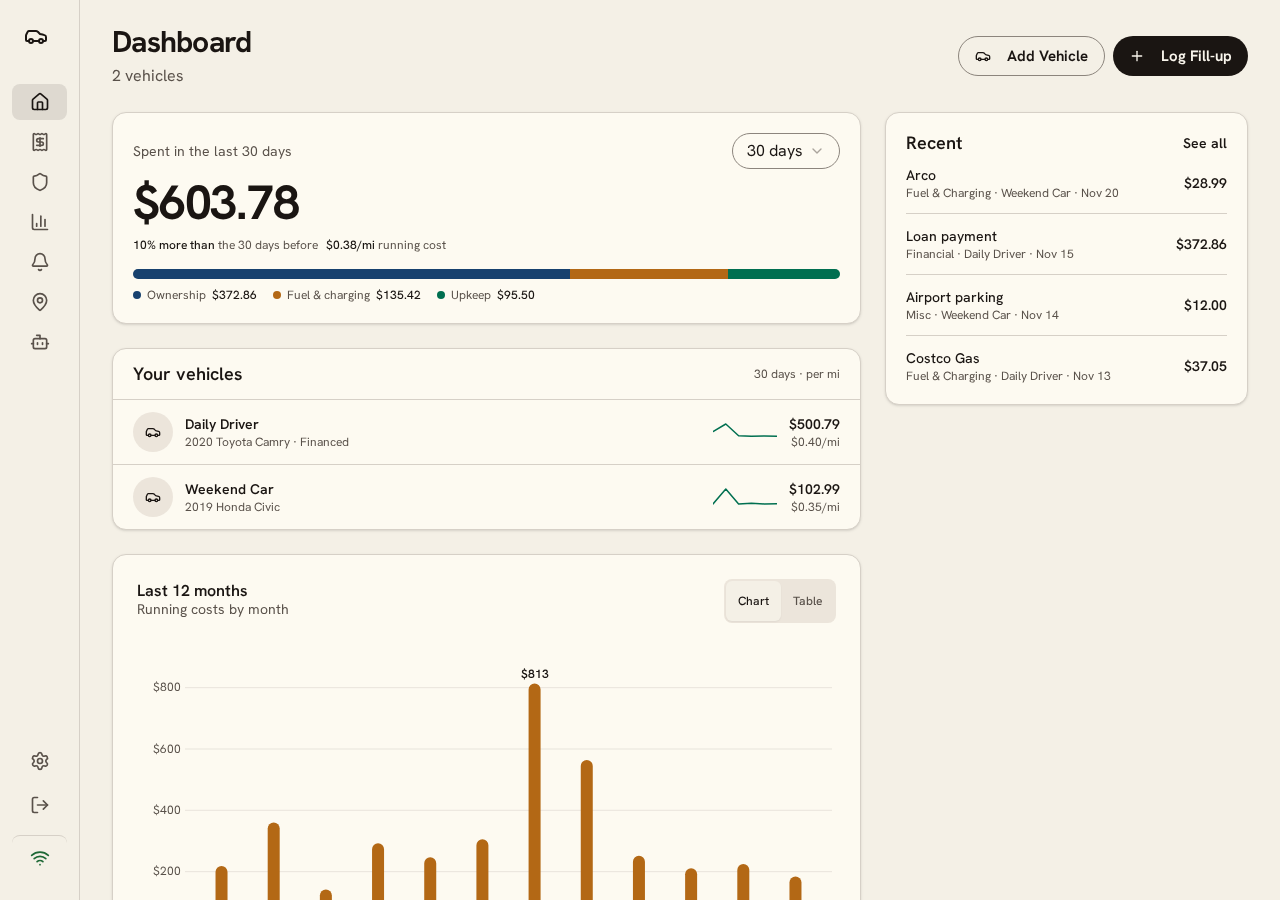 Dashboard
2 vehicles
Add Vehicle
Log Fill-up
Spent in the last 30 days
30 days
$603.78
10% more than the 30 days before $0.38/mi running cost
Ownership $372.86 Fuel & charging $135.42 Upkeep $95.50
Your vehicles
30 days · per mi
Daily Driver
2020 Toyota Camry · Financed
$500.79
$0.40/mi
Weekend Car
2019 Honda Civic
$102.99
$0.35/mi
Last 12 months
Running costs by month
Chart
Table
$813
$800
$600
$400
$200
Recent
See all
Arco
Fuel & Charging · Weekend Car · Nov 20
$28.99
Loan payment
Financial · Daily Driver · Nov 15
$372.86
Airport parking
Misc · Weekend Car · Nov 14
$12.00
Costco Gas
Fuel & Charging · Daily Driver · Nov 13
$37.05